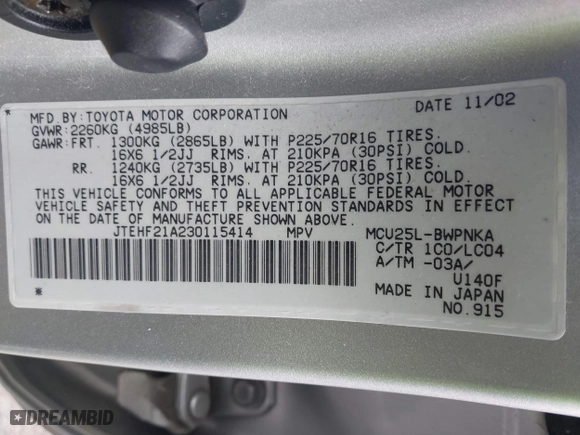 MFD.BY:TOYOTA MOTOR CORPORATION DATE 11/02
GVWR:2260KG (4985LB)
GAWR:FRT. 1300KG (2865LB) WITH P225/70R16 TIRES.
16X6 1/2JJ RIMS. AT 210KPA (30PSI) COLD.
RR. 1240KG (2735LB) WITH P225/70R16 TIRES.
16X6 1/2JJ RIMS. AT 210KPA (30PSI) COLD.
THIS VEHICLE CONFORMS TO ALL APPLICABLE FEDERAL MOTOR
VEHICLE SAFETY AND THEFT PREVENTION STANDARDS IN EFFECT ON
DATE OF MANUFACTURE SHOWN ABOVE.
JTEHF21A230115414 MPV MCU25L-BWPNKA
C/TR 1C0/LC04
A/TM -03A/
U140F
MADE IN JAPAN
NO.915
DREAMBID